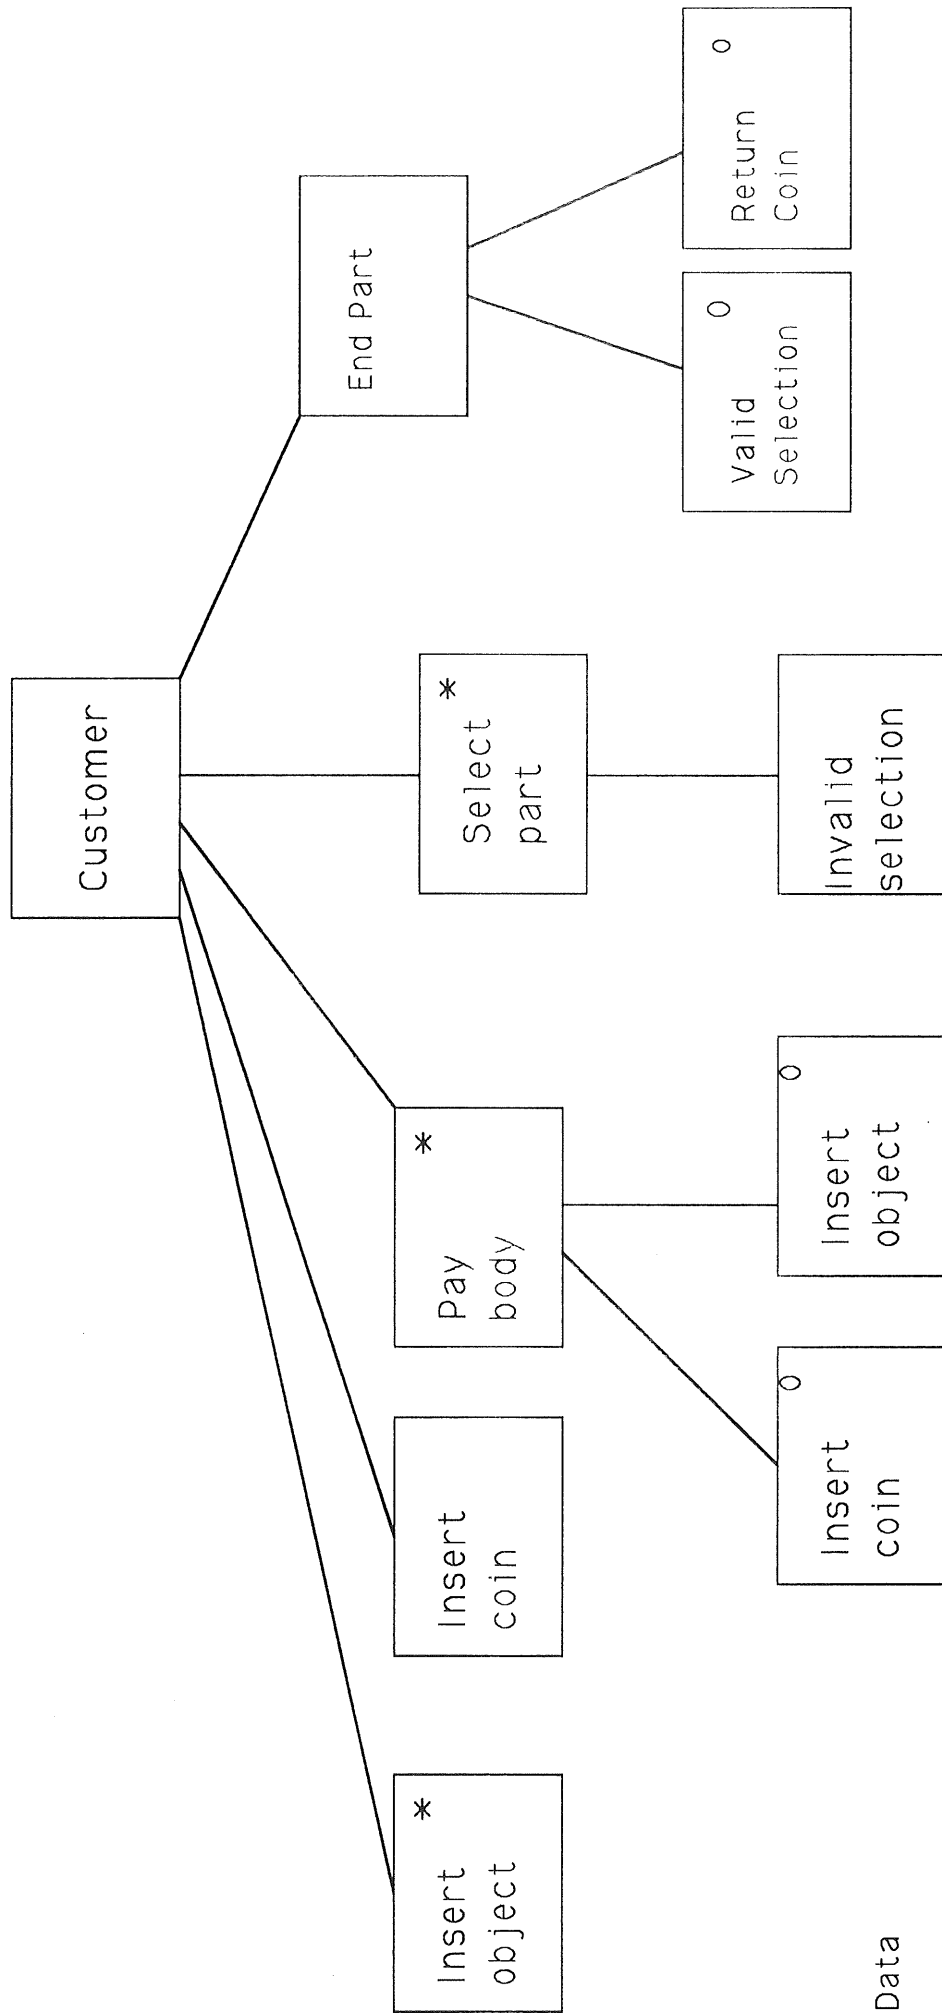 Customer
End Part
Insert *
object
Insert
coin
Pay *
body
Select *
part
Valid O
Selection
Return O
Coin
Insert O
coin
Insert O
object
Invalid
selection
Data